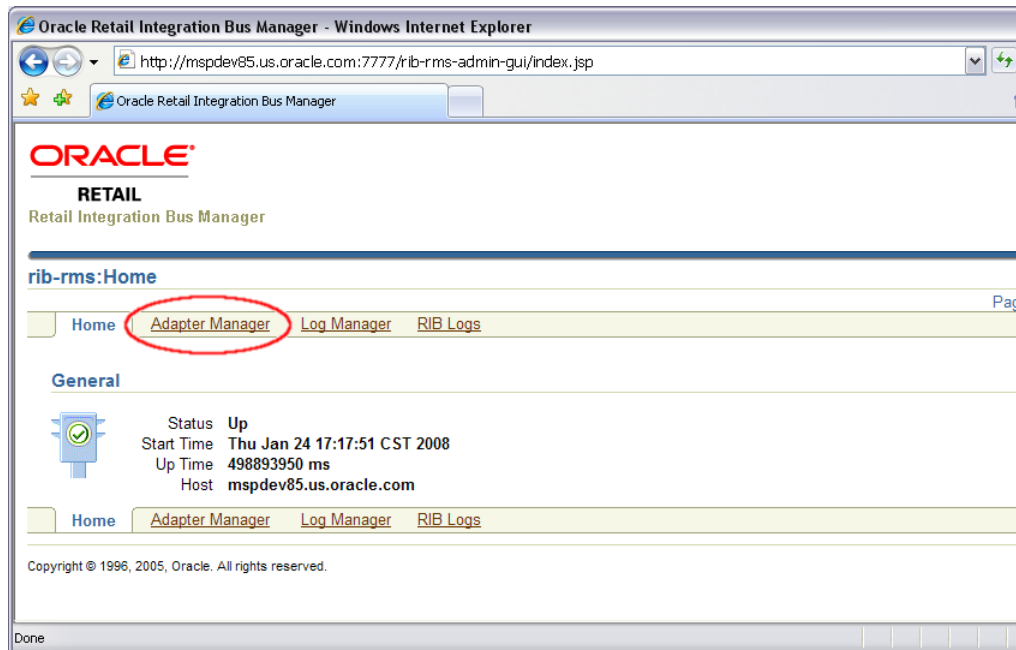 Oracle Retail Integration Bus Manager - Windows Internet Explorer
http://mspdev85.us.oracle.com:7777/rib-rms-admin-gui/index.jsp
Oracle Retail Integration Bus Manager
ORACLE
RETAIL
Retail Integration Bus Manager
rib-rms:Home
Pag
Home Adapter Manager Log Manager RIB Logs
General
Status Up
Start Time Thu Jan 24 17:17:51 CST 2008
Up Time 498893950 ms
Host mspdev85.us.oracle.com
Home Adapter Manager Log Manager RIB Logs
Copyright © 1996, 2005, Oracle. All rights reserved.
Done